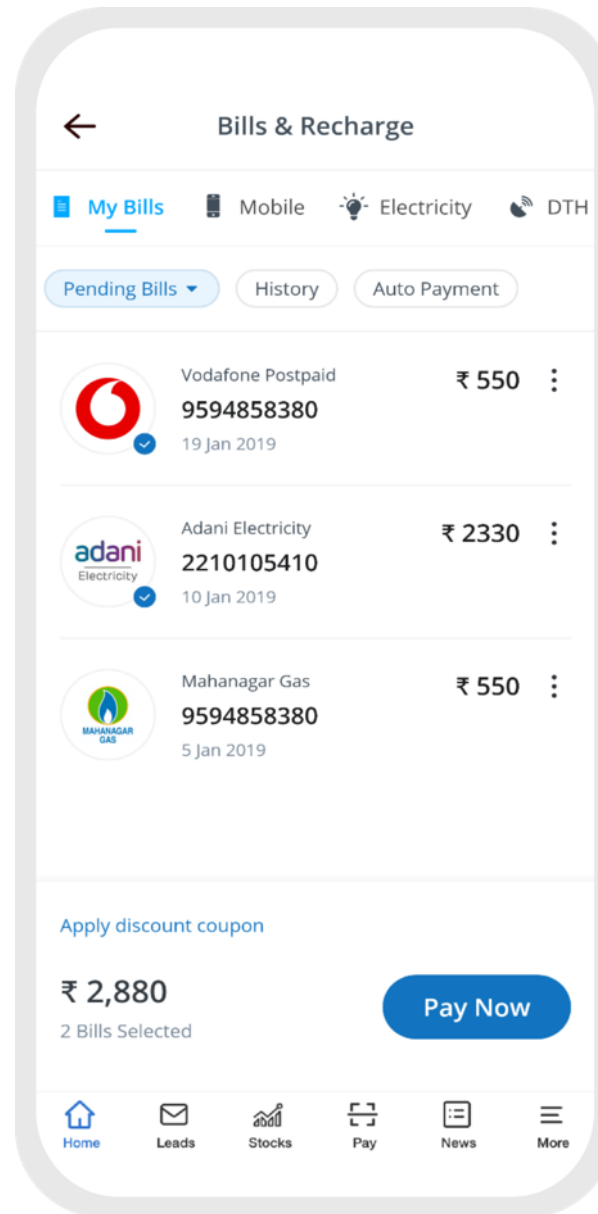 Bills & Recharge
My Bills Mobile Electricity DTH
Pending Bills History Auto Payment
Vodafone Postpaid ₹ 550
9594858380
19 Jan 2019
adani
Electricity
Adani Electricity ₹ 2330
2210105410
10 Jan 2019
MAHANAGAR
GAS
Mahanagar Gas ₹ 550
9594858380
5 Jan 2019
Apply discount coupon
₹ 2,880
2 Bills Selected
Pay Now
Home Leads Stocks Pay News More